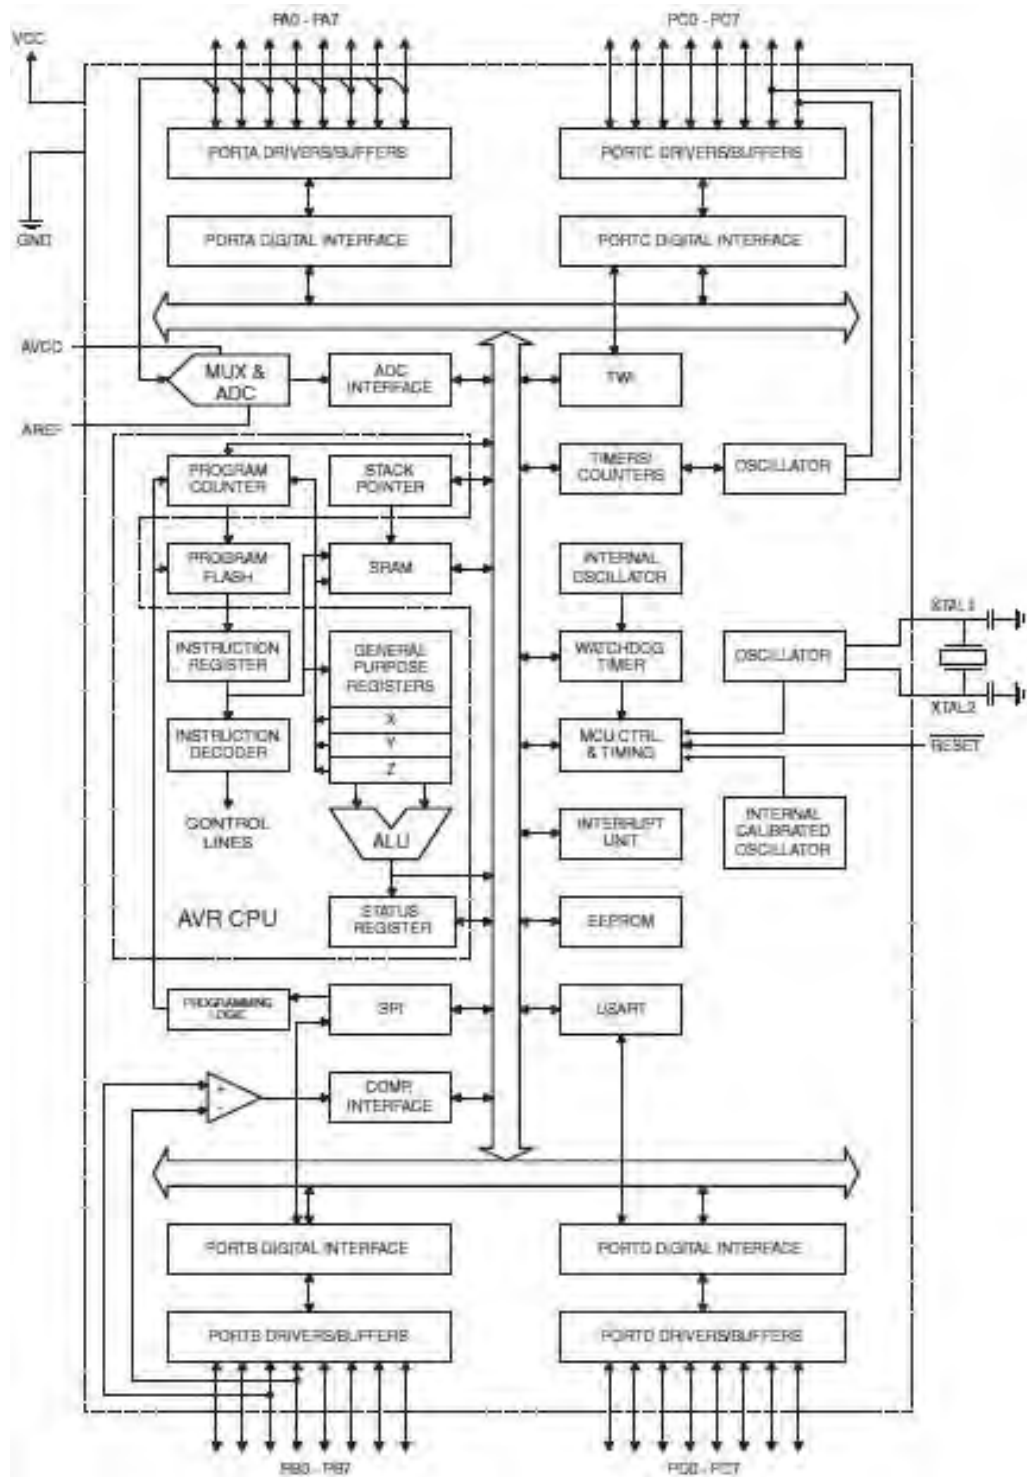 PA0 - PA7
PC0 - PC7
VCC
PORTA DRIVERS/BUFFERS
PORTC DRIVERS/BUFFERS
GND
PORTA DIGITAL INTERFACE
PORTC DIGITAL INTERFACE
AVCC
MUX &
ADC
ADC
INTERFACE
TWI
AREF
PROGRAM
COUNTER
STACK
POINTER
TIMERS/
COUNTERS
OSCILLATOR
PROGRAM
FLASH
SRAM
INTERNAL
OSCILLATOR
XTAL1
INSTRUCTION
REGISTER
GENERAL
PURPOSE
REGISTERS
WATCHDOG
TIMER
OSCILLATOR
X
XTAL2
INSTRUCTION
DECODER
Y
MCU CTRL.
& TIMING
RESET
Z
CONTROL
LINES
ALU
INTERRUPT
UNIT
INTERNAL
CALIBRATED
OSCILLATOR
AVR CPU
STATUS
REGISTER
EEPROM
PROGRAMMING
LOGIC
SPI
USART
+
-
COMP.
INTERFACE
PORTB DIGITAL INTERFACE
PORTD DIGITAL INTERFACE
PORTB DRIVERS/BUFFERS
PORTD DRIVERS/BUFFERS
PB0 - PB7